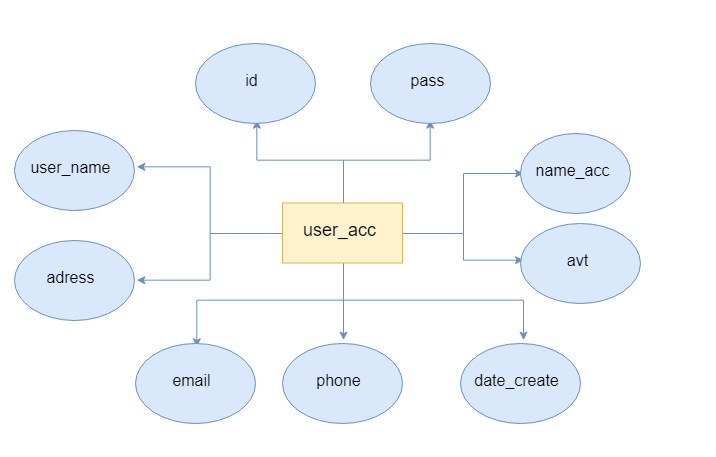 id
pass
user_name
name_acc
user_acc
adress
avt
email
phone
date_create